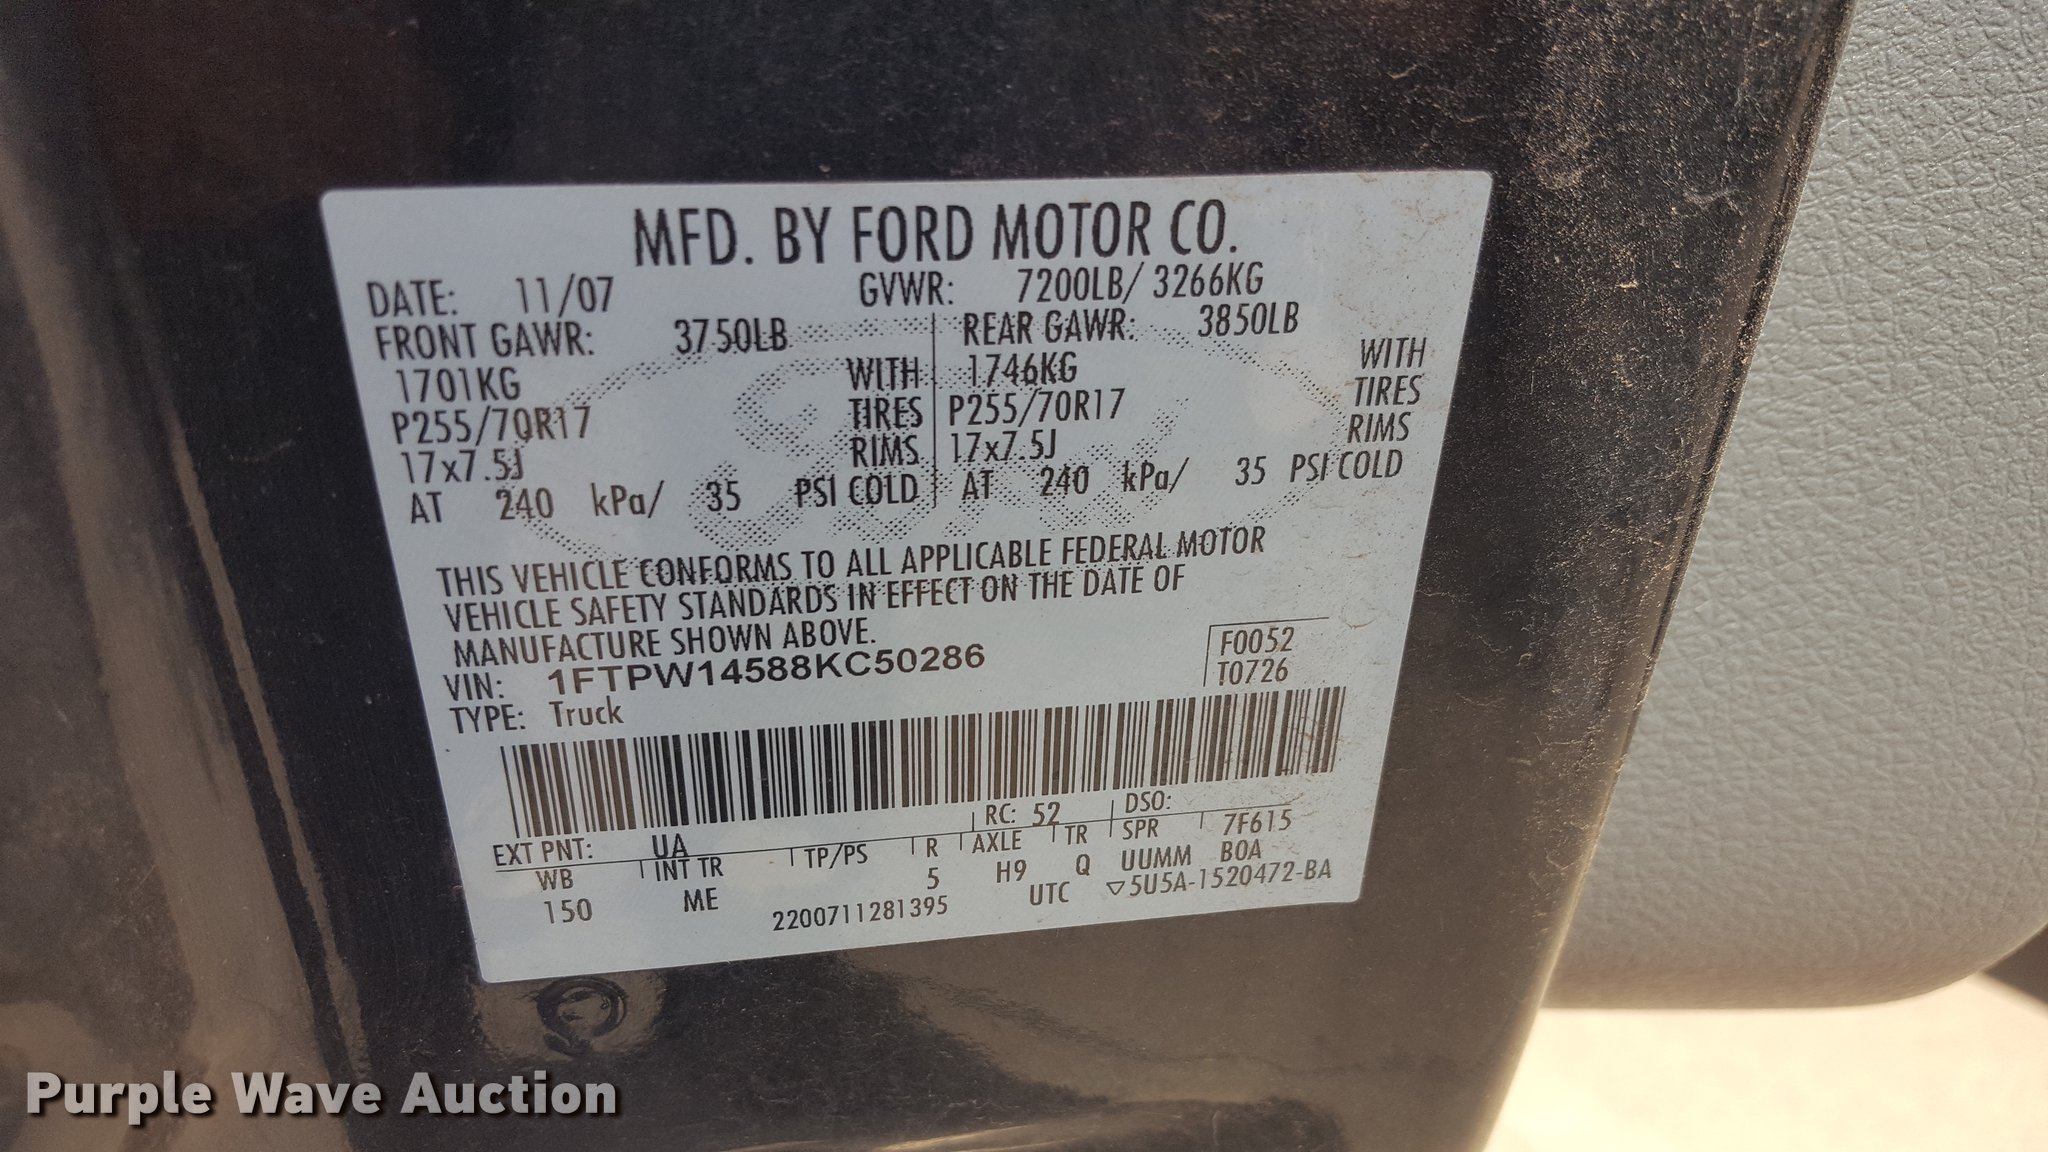 MFD. BY FORD MOTOR CO.
DATE: 11/07 GVWR: 7200LB/ 3266KG
FRONT GAWR: 3750LB REAR GAWR: 3850LB
1701KG WITH 1746KG WITH
P255/70R17 TIRES P255/70R17 TIRES
17x7.5J RIMS 17x7.5J RIMS
AT 240 kPa/ 35 PSI COLD AT 240 kPa/ 35 PSI COLD
THIS VEHICLE CONFORMS TO ALL APPLICABLE FEDERAL MOTOR
VEHICLE SAFETY STANDARDS IN EFFECT ON THE DATE OF
MANUFACTURE SHOWN ABOVE.
VIN: 1FTPW14588KC50286
F0052
T0726
TYPE: Truck
RC: 52 DSO:
EXT PNT: UA 7F615
WB INT TR TP/PS R AXLE TR SPR
150 ME 5 H9 Q UUMM B0A
2200711281395 UTC ▽5U5A-1520472-BA
Purple Wave Auction